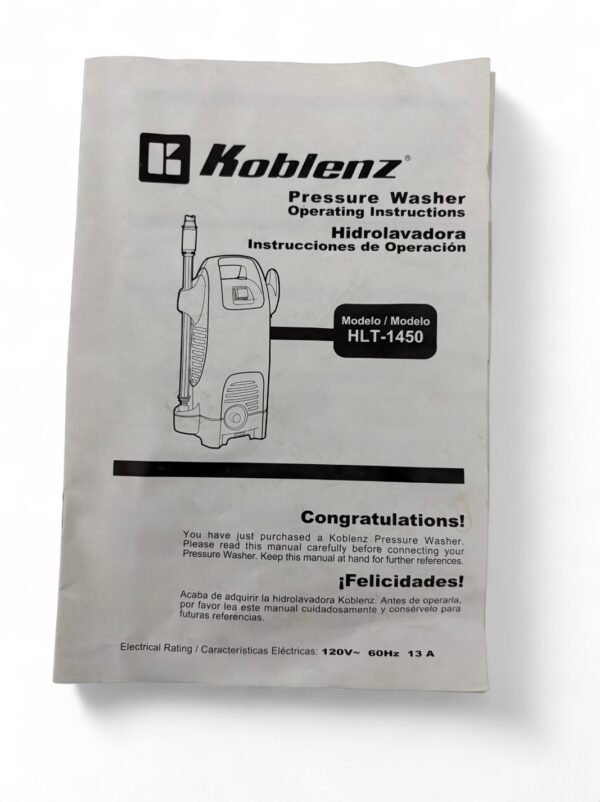 Koblenz®
Pressure Washer
Operating Instructions
Hidrolavadora
Instrucciones de Operación
Modelo / Modelo
HLT-1450
Congratulations!
You have just purchased a Koblenz Pressure Washer.
Please read this manual carefully before connecting your
Pressure Washer. Keep this manual at hand for further references.
¡Felicidades!
Acaba de adquirir la hidrolavadora Koblenz. Antes de operarla,
por favor lea este manual cuidadosamente y consérvelo para
futuras referencias.
Electrical Rating / Características Eléctricas: 120V~ 60Hz 13 A